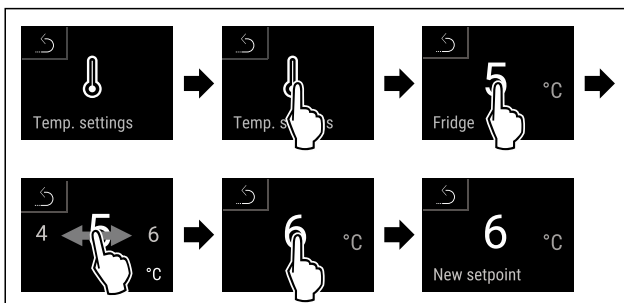 Temp. settings
Temp. s s
5 °C
Fridge
4 5 6
°C
6 °C
6 °C
New setpoint